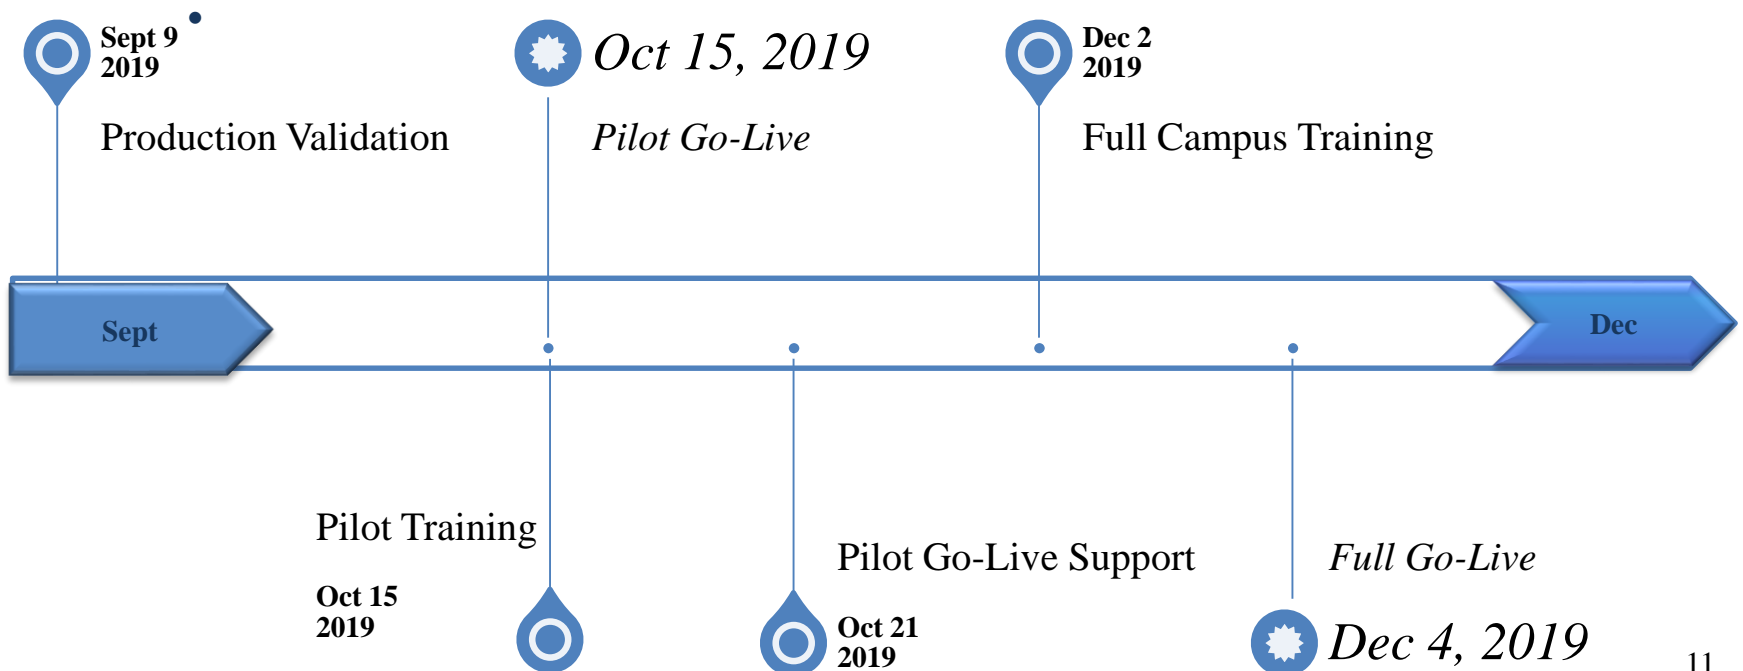 Sept 9
2019
Production Validation
Oct 15, 2019
Pilot Go-Live
Dec 2
2019
Full Campus Training
Sept
Dec
Pilot Training
Oct 15
2019
Pilot Go-Live Support
Oct 21
2019
Full Go-Live
Dec 4, 2019
11